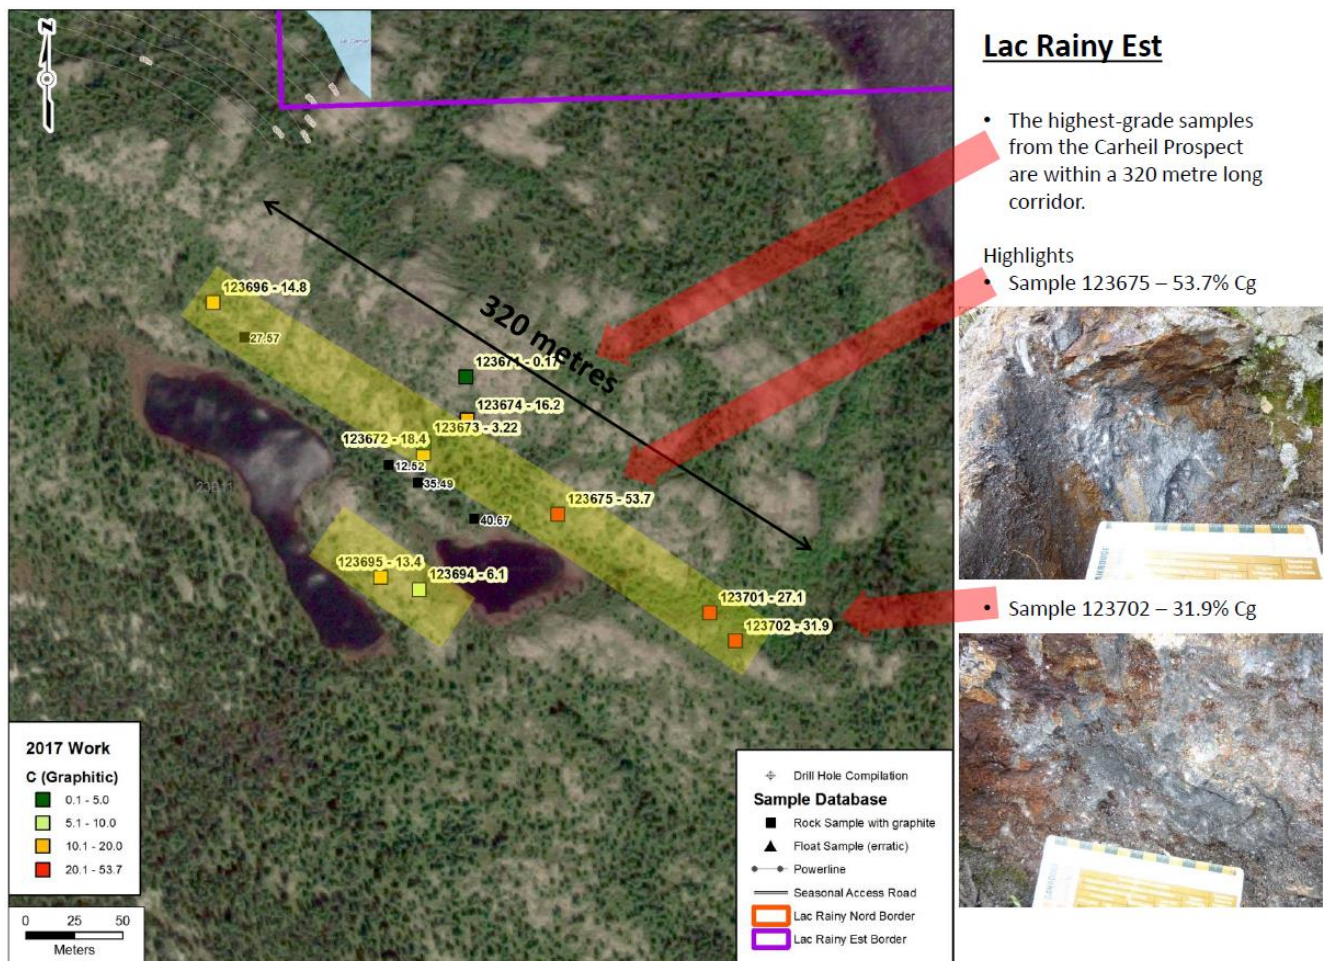 N
Lac Rainy Est
• The highest-grade samples
from the Carheil Prospect
are within a 320 metre long
corridor.
Highlights
• Sample 123675 – 53.7% Cg
• Sample 123702 – 31.9% Cg
320 metres
123696 - 14.8
27.57
123671 - 0.17
123674 - 16.2
123673 - 3.22
123672 - 18.4
12.52
35.49
123675 - 53.7
40.67
123695 - 13.4
123694 - 6.1
123701 - 27.1
123702 - 31.9
2017 Work
C (Graphitic)
0.1 - 5.0
5.1 - 10.0
10.1 - 20.0
20.1 - 53.7
0 25 50
Meters
Drill Hole Compilation
Sample Database
Rock Sample with graphite
Float Sample (erratic)
Powerline
Seasonal Access Road
Lac Rainy Nord Border
Lac Rainy Est Border